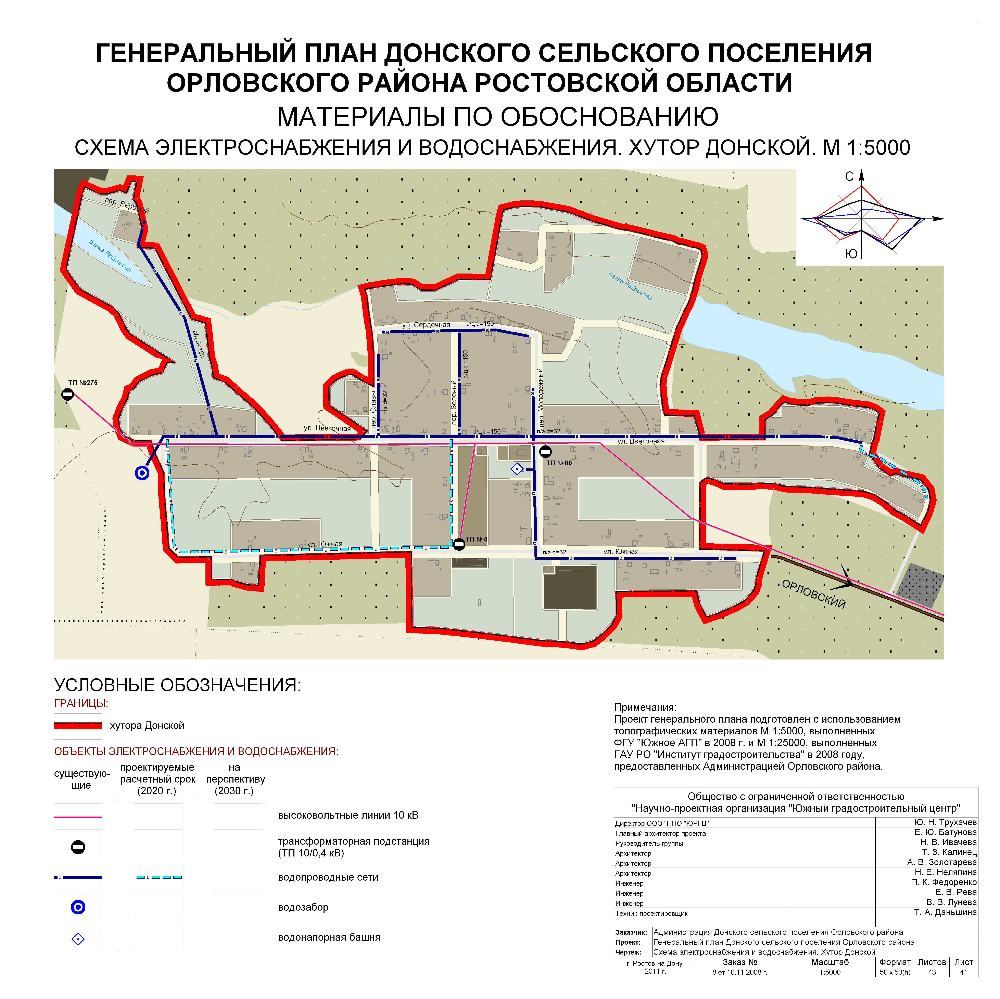 ГЕНЕРАЛЬНЫЙ ПЛАН ДОНСКОГО СЕЛЬСКОГО ПОСЕЛЕНИЯ
ОРЛОВСКОГО РАЙОНА РОСТОВСКОЙ ОБЛАСТИ
МАТЕРИАЛЫ ПО ОБОСНОВАНИЮ
СХЕМА ЭЛЕКТРОСНАБЖЕНИЯ И ВОДОСНАБЖЕНИЯ. ХУТОР ДОНСКОЙ. М 1:5000
С
Ю
пер. Вербный
балка Ребрикова
балка Ребрикова
ул. Сердечная
а/ц d=150
а/ц d=150
а/ц d=150
ТП №275
пер. Славы
п/э d=32
пер. Зеленый
пер. Молодежный
ул. Цветочная
а/ц d=150
п/э d=32
ул. Цветочная
ТП №80
ТП №4
ул. Южная
п/э d=32
ул. Южная
ОРЛОВСКИЙ
УСЛОВНЫЕ ОБОЗНАЧЕНИЯ:
ГРАНИЦЫ:
хутора Донской
ОБЪЕКТЫ ЭЛЕКТРОСНАБЖЕНИЯ И ВОДОСНАБЖЕНИЯ:
существую-
щие
проектируемые
расчетный срок
(2020 г.)
на
перспективу
(2030 г.)
высоковольтные линии 10 кВ
трансформаторная подстанция
(ТП 10/0,4 кВ)
В
В
водопроводные сети
водозабор
водонапорная башня
Примечания:
Проект генерального плана подготовлен с использованием
топографических материалов М 1:5000, выполненных
ФГУ "Южное АГП" в 2008 г. и М 1:25000, выполненных
ГАУ РО "Институт градостроительства" в 2008 году,
предоставленных Администрацией Орловского района.
Общество с ограниченной ответственностью
"Научно-проектная организация "Южный градостроительный центр"
Директор ООО "НПО "ЮРГЦ" Ю. Н. Трухачев
Главный архитектор проекта Е. Ю. Батунова
Руководитель группы Н. В. Ивачева
Архитектор Т. З. Калинец
Архитектор А. В. Золотарева
Архитектор Н. Е. Неляпина
Инженер П. К. Федоренко
Инженер Е. В. Рева
Инженер В. В. Лунева
Техник-проектировщик Т. А. Даньшина
Заказчик: Администрация Донского сельского поселения Орловского района
Проект: Генеральный план Донского сельского поселения Орловского района
Чертёж: Схема электроснабжения и водоснабжения. Хутор Донской
г. Ростов-на-Дону
2011 г.
Заказ № Масштаб Формат Листов Лист
8 от 10.11.2008 г. 1:5000 50 x 50(h) 43 41